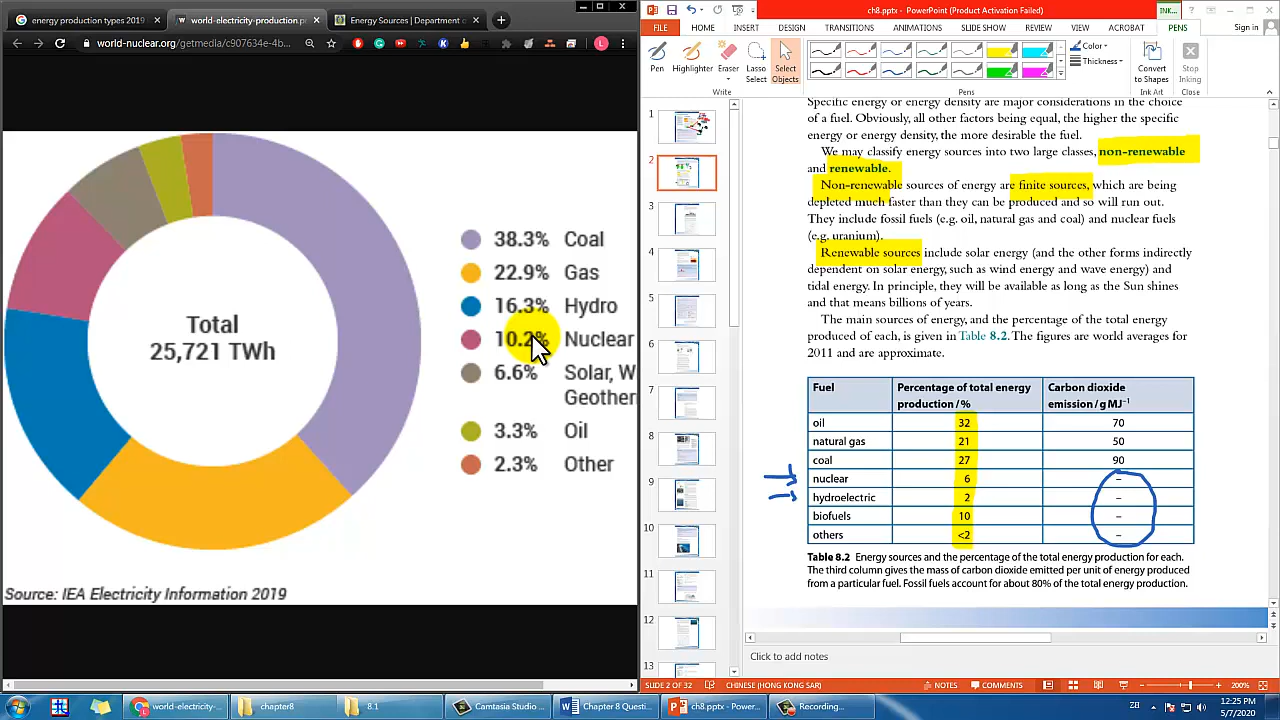 energy production types 2019
world-electricity-production p
Energy Sources | Department o
world-nuclear.org/getmedia/c907634e-4b...
L
38.3% Coal
22.9% Gas
16.3% Hydro
10.2% Nuclear
6.6% Solar, W
Geotherm
3.3% Oil
2.3% Other
Total
25,721 TWh
Source: IEA Electricity Information 2019
ch8.pptx - PowerPoint (Product Activation Failed)
INK...
FILE HOME INSERT DESIGN TRANSITIONS ANIMATIONS SLIDE SHOW REVIEW VIEW ACROBAT PENS Sign in
Pen
Highlighter
Eraser
Lasso Select
Select Objects
Color
Thickness
Convert to Shapes
Stop Inking
Write
Pens
Ink Art
Close
1
2
3
4
5
6
7
8
9
10
11
12
13
Specific energy or energy density are major considerations in the choice
of a fuel. Obviously, all other factors being equal, the higher the specific
energy or energy density, the more desirable the fuel.
We may classify energy sources into two large classes, non-renewable
and renewable.
Non-renewable sources of energy are finite sources, which are being
depleted much faster than they can be produced and so will run out.
They include fossil fuels (e.g. oil, natural gas and coal) and nuclear fuels
(e.g. uranium).
Renewable sources include solar energy (and the other forms indirectly
dependent on solar energy, such as wind energy and wave energy) and
tidal energy. In principle, they will be available as long as the Sun shines
and that means billions of years.
The main sources of energy, and the percentage of the total energy
produced of each, is given in Table 8.2. The figures are world averages for
2011 and are approximate.
Fuel Percentage of total energy production / % Carbon dioxide emission / g MJ⁻¹
oil 32 70
natural gas 21 50
coal 27 90
nuclear 6 –
hydroelectric 2
biofuels 10 –
others <2 –
Table 8.2 Energy sources and the percentage of the total energy production for each.
The third column gives the mass of carbon dioxide emitted per unit of energy produced
from a particular fuel. Fossil fuels account for about 80% of the total energy production.
Click to add notes
SLIDE 2 OF 32 CHINESE (HONG KONG SAR) NOTES COMMENTS 200%
world-electricity-... chapter8 8.1 Camtasia Studio... Chapter 8 Questi... ch8.pptx - Power... Recording... ZB
12:25 PM
5/7/2020